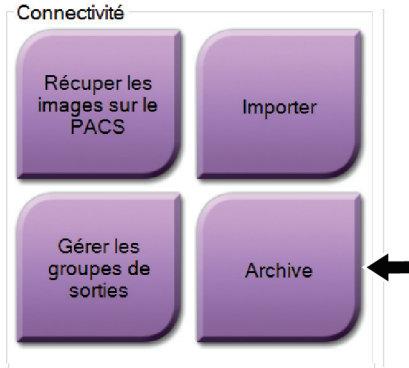 Connectivité
Récuper les
images sur le
PACS
Importer
Gérer les
groupes de
sorties
Archive